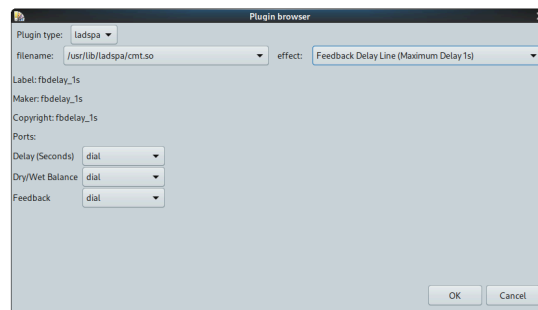 Plugin browser
Plugin type: ladspa
filename: /usr/lib/ladspa/cmt.so effect: Feedback Delay Line (Maximum Delay 1s)
Label: fbdelay_1s
Maker: fbdelay_1s
Copyright: fbdelay_1s
Ports:
Delay (Seconds) dial
Dry/Wet Balance dial
Feedback dial
OK Cancel